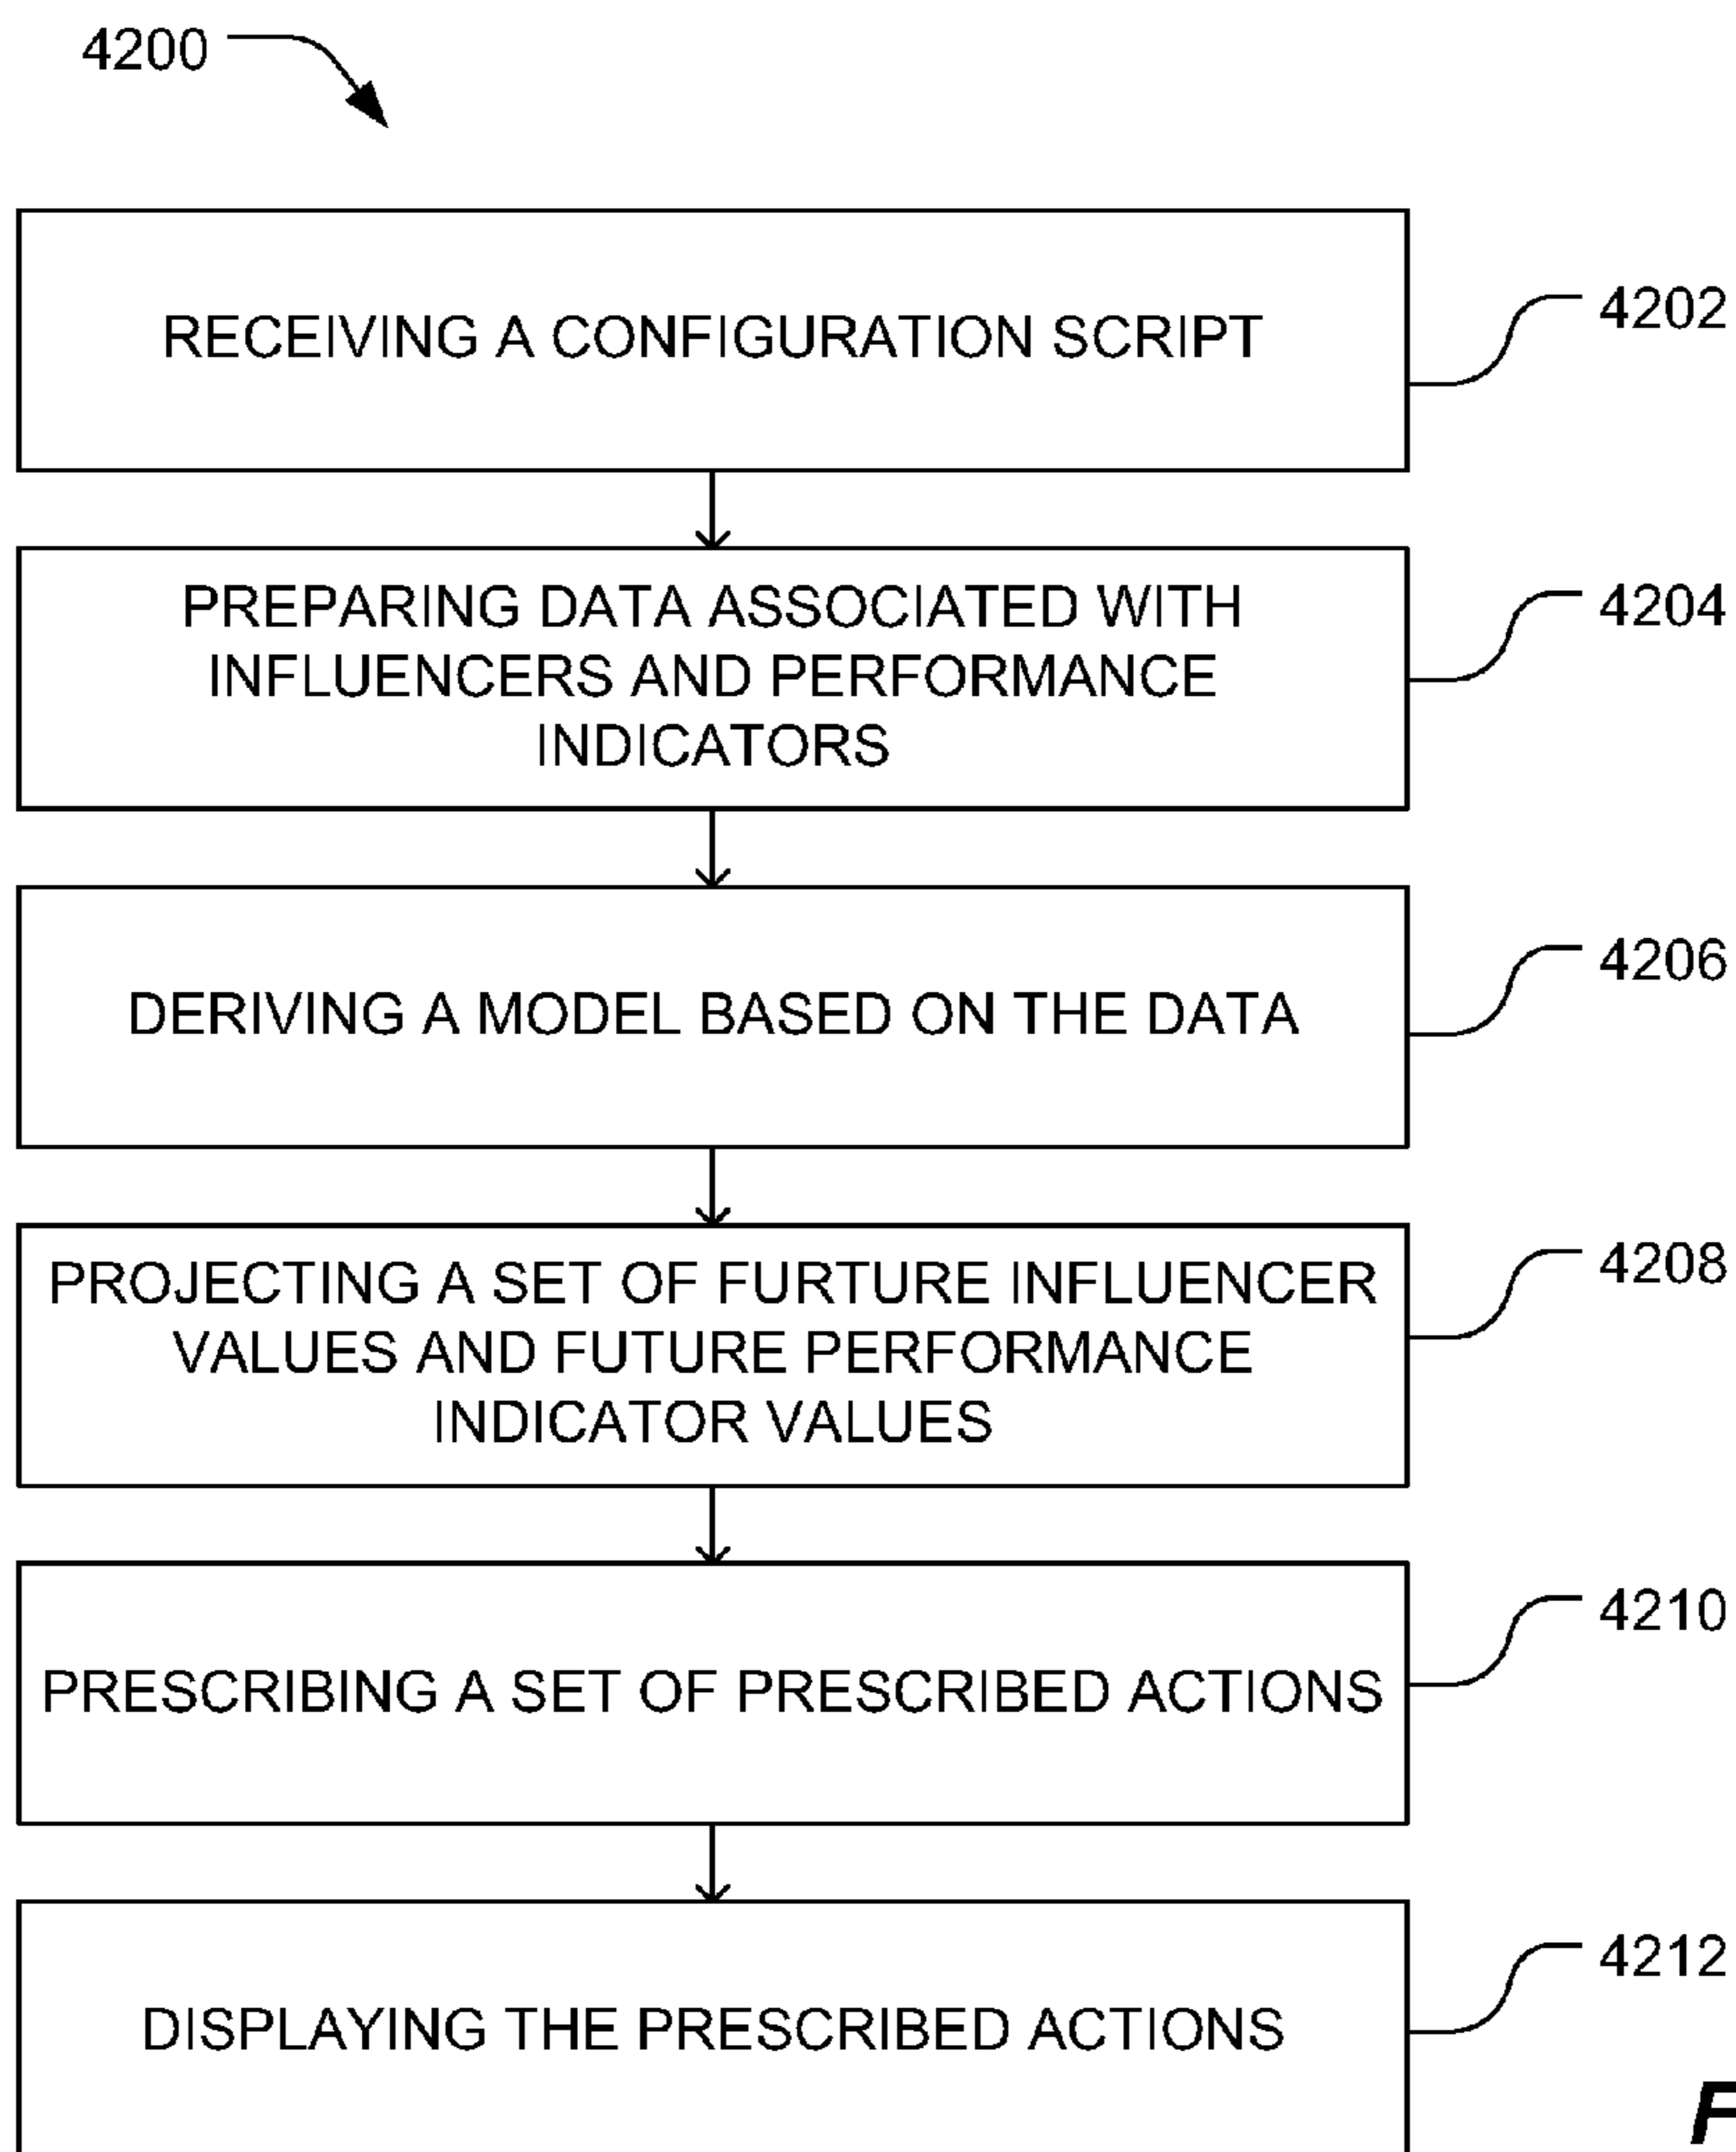 4200
RECEIVING A CONFIGURATION SCRIPT
4202
PREPARING DATA ASSOCIATED WITH
INFLUENCERS AND PERFORMANCE
INDICATORS
4204
DERIVING A MODEL BASED ON THE DATA
4206
PROJECTING A SET OF FURTURE INFLUENCER
VALUES AND FUTURE PERFORMANCE
INDICATOR VALUES
4208
PRESCRIBING A SET OF PRESCRIBED ACTIONS
4210
DISPLAYING THE PRESCRIBED ACTIONS
4212